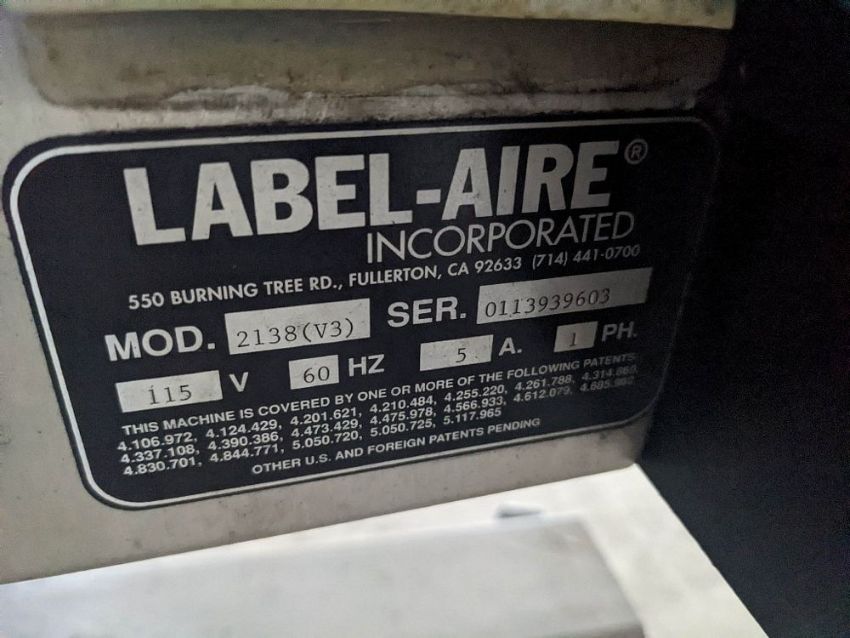 LABEL-AIRE®
INCORPORATED
550 BURNING TREE RD., FULLERTON, CA 92633 (714) 441-0700
MOD. 2138(V3) SER. 0113939603
115 V 60 HZ 5 A. 1 PH.
THIS MACHINE IS COVERED BY ONE OR MORE OF THE FOLLOWING PATENTS
4.106.972, 4.124.429, 4.201.621, 4.210.484, 4.255.220, 4.261.788,
4.337.108, 4.390.386, 4.473.429, 4.475.978, 4.566.933, 4.612.079,
4.830.701, 4.844.771, 5.050.720, 5.050.725, 5.117.965
OTHER U.S. AND FOREIGN PATENTS PENDING